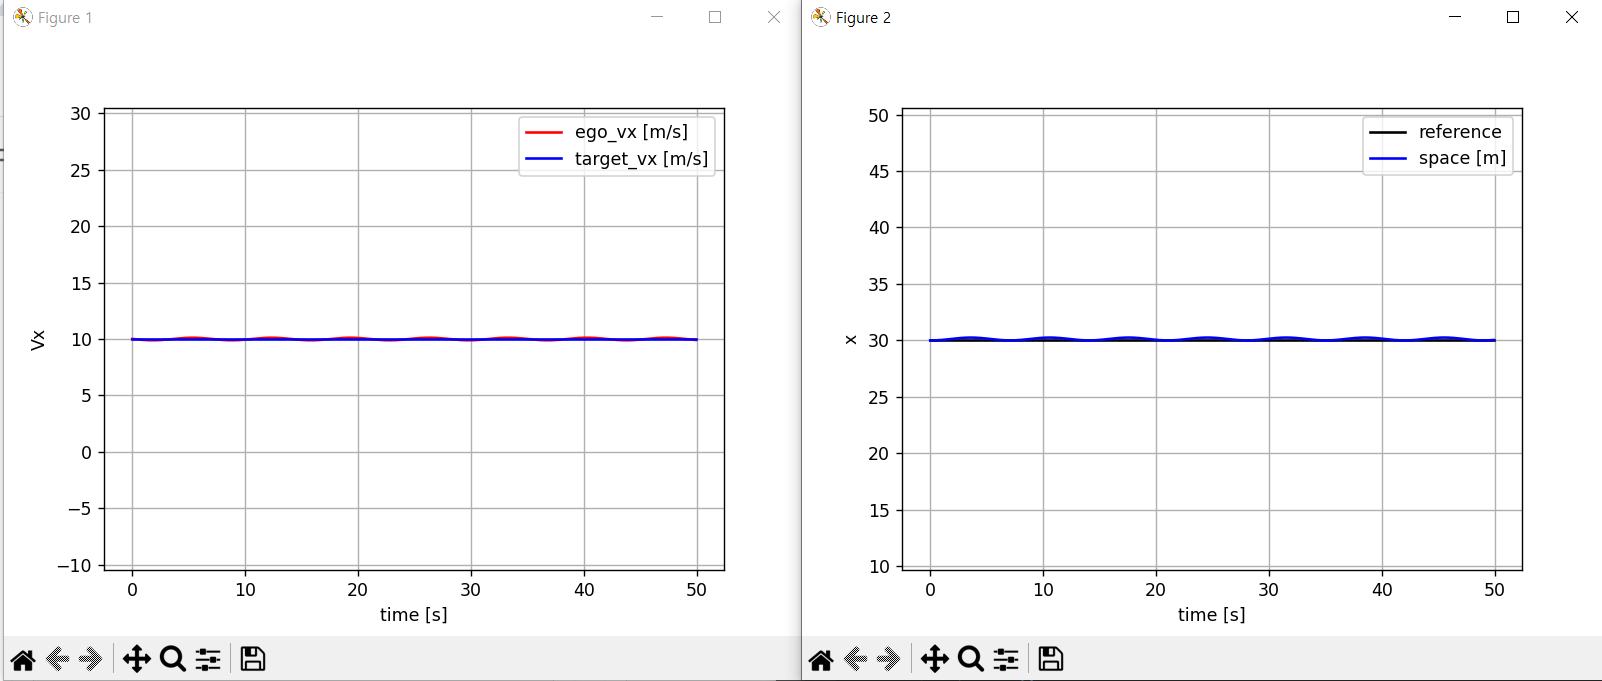 Figure 1
30
25
20
15
10
5
0
−5
−10
Vx
ego_vx [m/s]
target_vx [m/s]
0 10 20 30 40 50
time [s]
Figure 2
50
45
40
35
30
25
20
15
10
x
reference
space [m]
0 10 20 30 40 50
time [s]